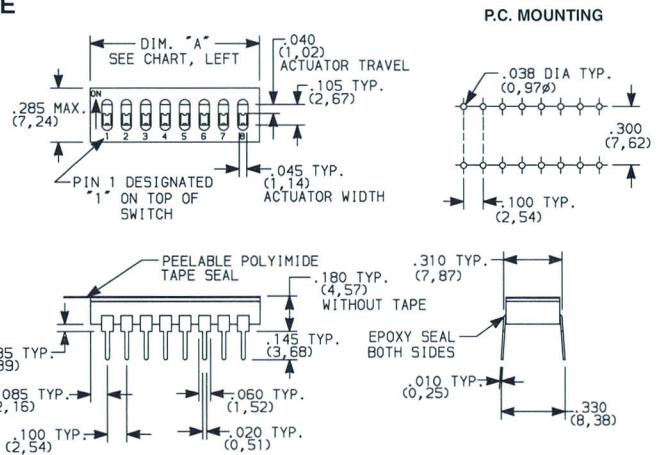 E
P.C. MOUNTING
DIM. "A"
SEE CHART, LEFT
.040
(1,02)
ACTUATOR TRAVEL
.105 TYP.
(2,67)
.285 MAX.
(7,24)
ON
1 2 3 4 5 6 7 8
.045 TYP.
(1,14)
ACTUATOR WIDTH
PIN 1 DESIGNATED
"1" ON TOP OF
SWITCH
.038 DIA TYP.
(0,97ø)
.300
(7,62)
.100 TYP.
(2,54)
PEELABLE POLYIMIDE
TAPE SEAL
.180 TYP.
(4,57)
WITHOUT TAPE
.145 TYP.
(3,68)
35 TYP.
89)
085 TYP.
2,16)
.060 TYP.
(1,52)
.100 TYP.
(2,54)
.020 TYP.
(0,51)
.310 TYP.
(7,87)
EPOXY SEAL
BOTH SIDES
.010 TYP.
(0,25)
.330
(8,38)